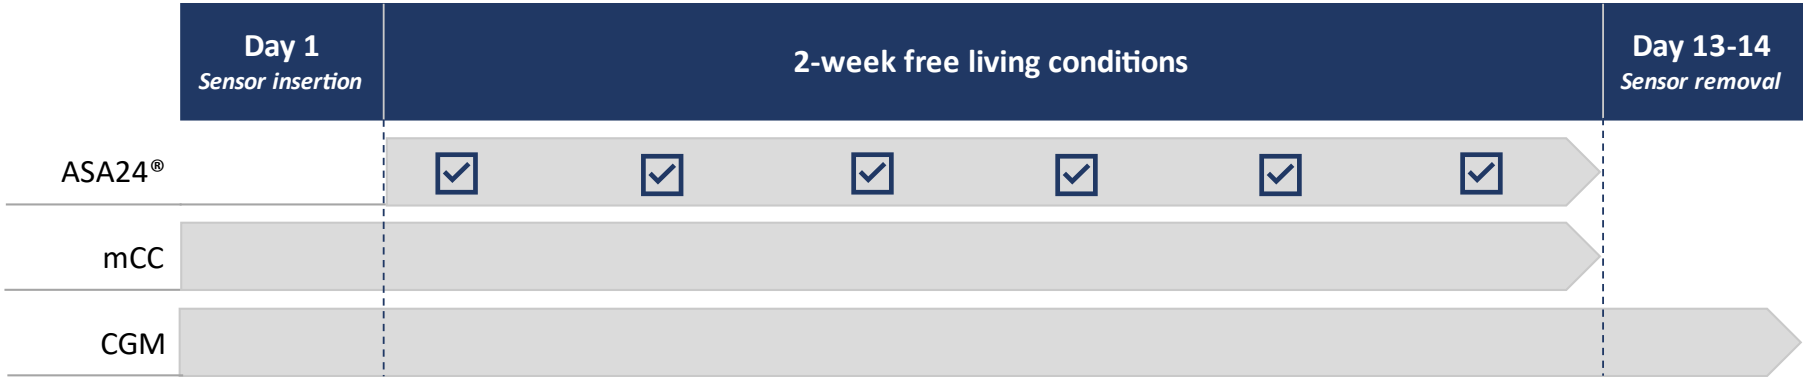 Day 1
Sensor insertion
2-week free living conditions
Day 13-14
Sensor removal
ASA24®
mCC
CGM